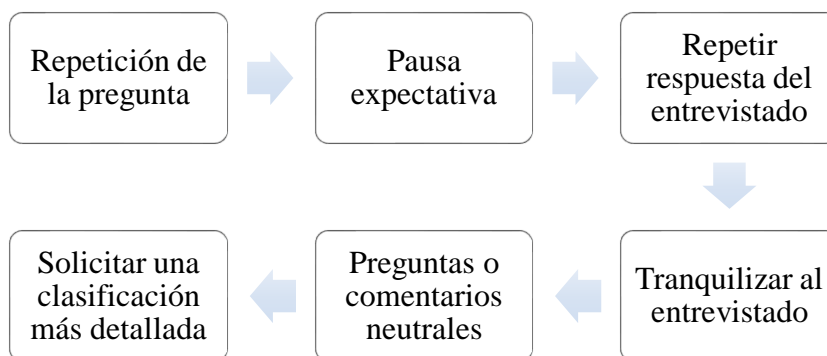 Repetición de
la pregunta
Pausa
expectativa
Repetir
respuesta del
entrevistado
Tranquilizar al
entrevistado
Preguntas o
comentarios
neutrales
Solicitar una
clasificación
más detallada